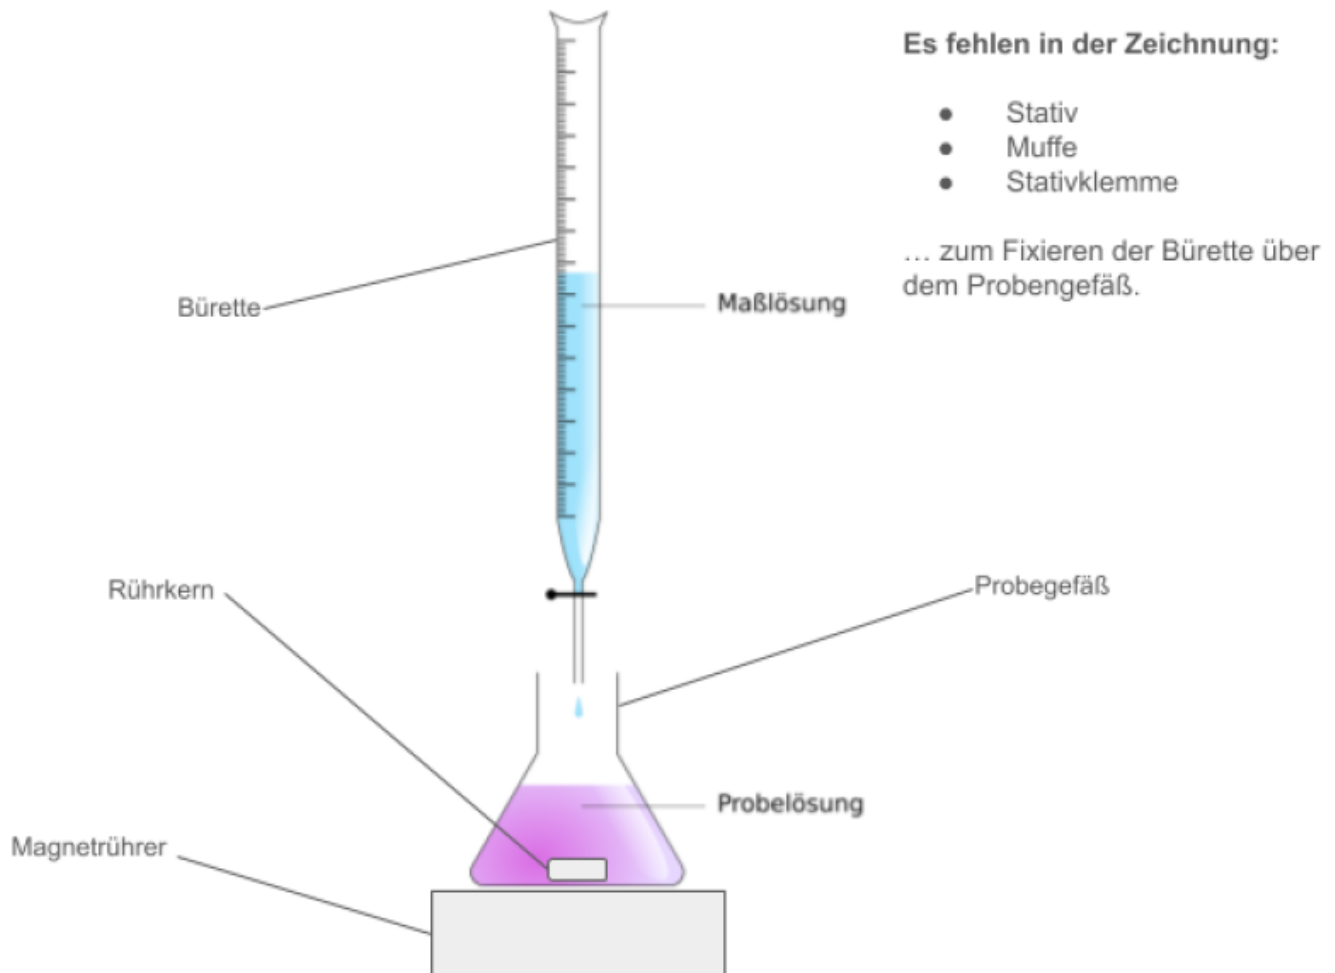 Es fehlen in der Zeichnung:
● Stativ
● Muffe
● Stativklemme
… zum Fixieren der Bürette über
dem Probengefäß.
Bürette
Maßlösung
Rührkern
Probegefäß
Probelösung
Magnetrührer